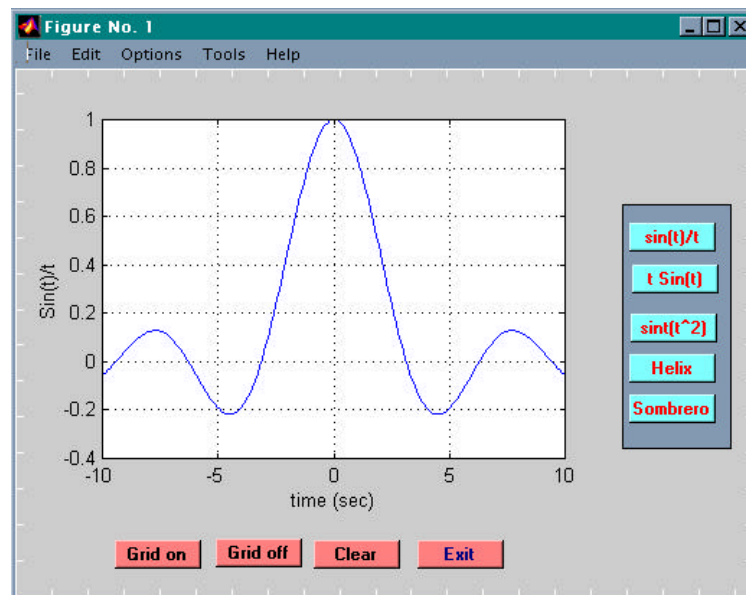 Figure No. 1
File Edit Options Tools Help
1
0.8
0.6
0.4
0.2
0
-0.2
-0.4
Sin(t)/t
-10 -5 0 5 10
time (sec)
sin(t)/t
t Sin(t)
sint(t^2)
Helix
Sombrero
Grid on Grid off Clear Exit